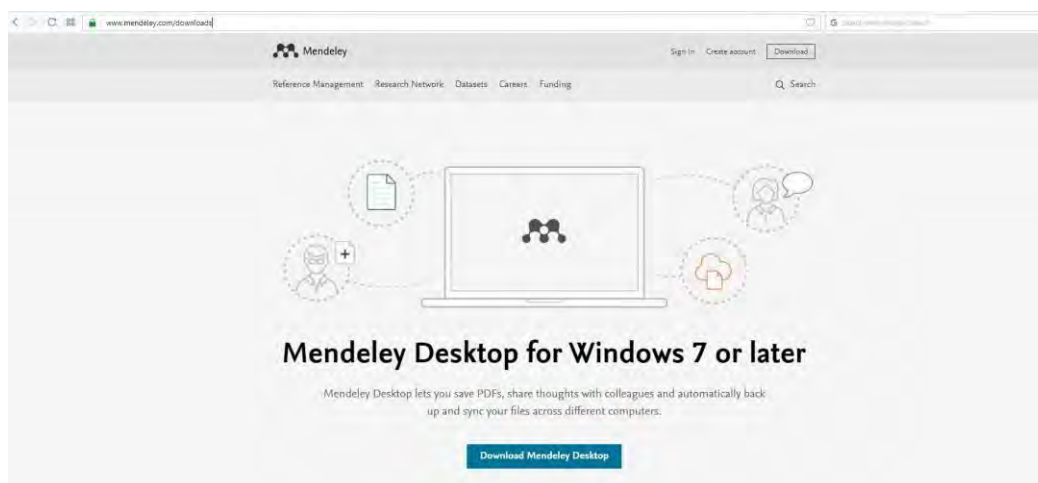 www.mendeley.com/downloads
Mendeley
Sign In Create account Download
Reference Management Research Network Datasets Careers Funding
Search
Mendeley Desktop for Windows 7 or later
Mendeley Desktop lets you save PDFs, share thoughts with colleagues and automatically back
up and sync your files across different computers.
Download Mendeley Desktop